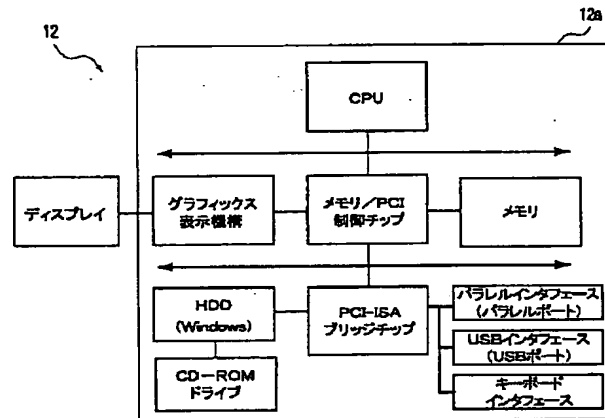 12
12a
CPU
ディスプレイ
グラフィックス
表示機構
メモリ／PCI
制御チップ
メモリ
HDD
(Windows)
PCI-ISA
ブリッジチップ
パラレルインタフェース
(パラレルポート)
USBインタフェース
(USBポート)
CD－ROM
ドライブ
キーボード
インタフェース